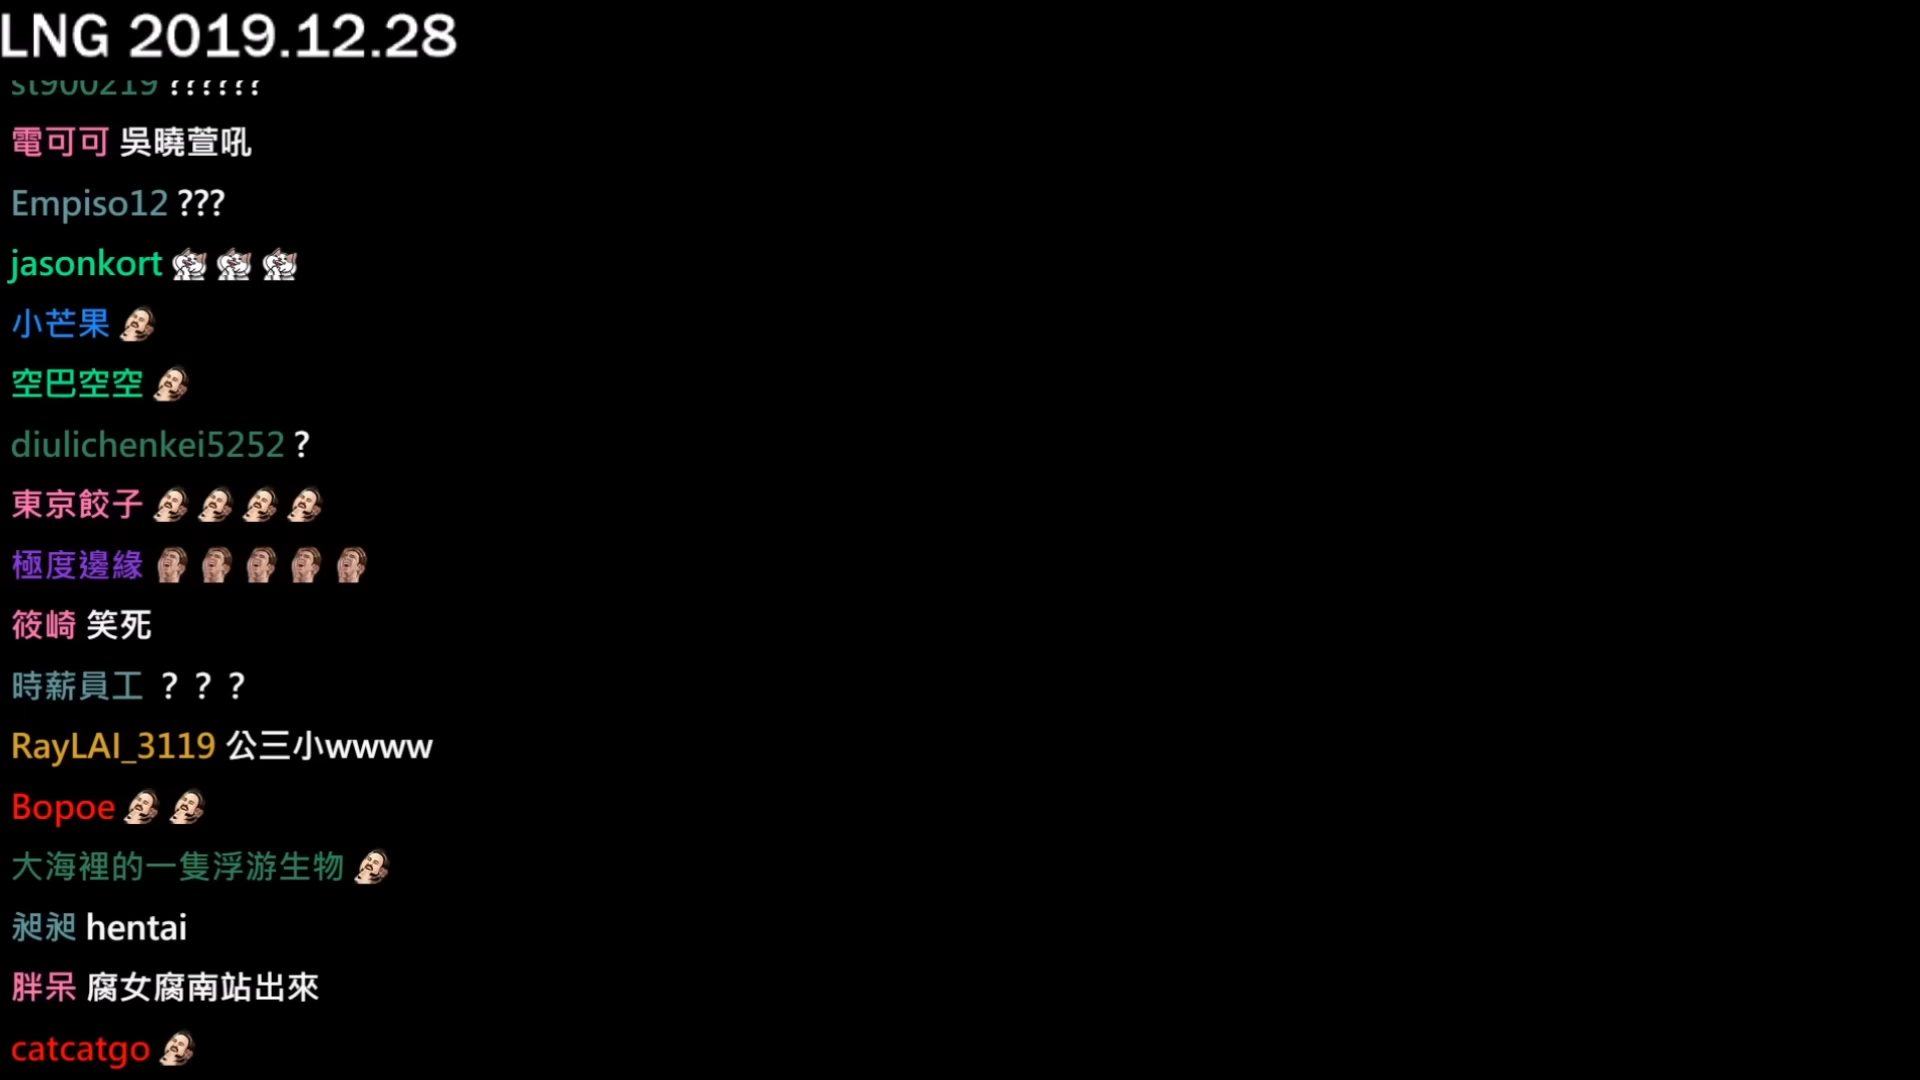 LNG 2019.12.28
st900219 ??????
電可可 吳曉萱吼
Empiso12 ???
jasonkort
小芒果
空巴空空
diulichenkei5252 ?
東京餃子
極度邊緣
筱崎 笑死
時薪員工 ？？？
RayLAI_3119 公三小wwww
Bopoe
大海裡的一隻浮游生物
昶昶 hentai
胖呆 腐女腐南站出來
catcatgo